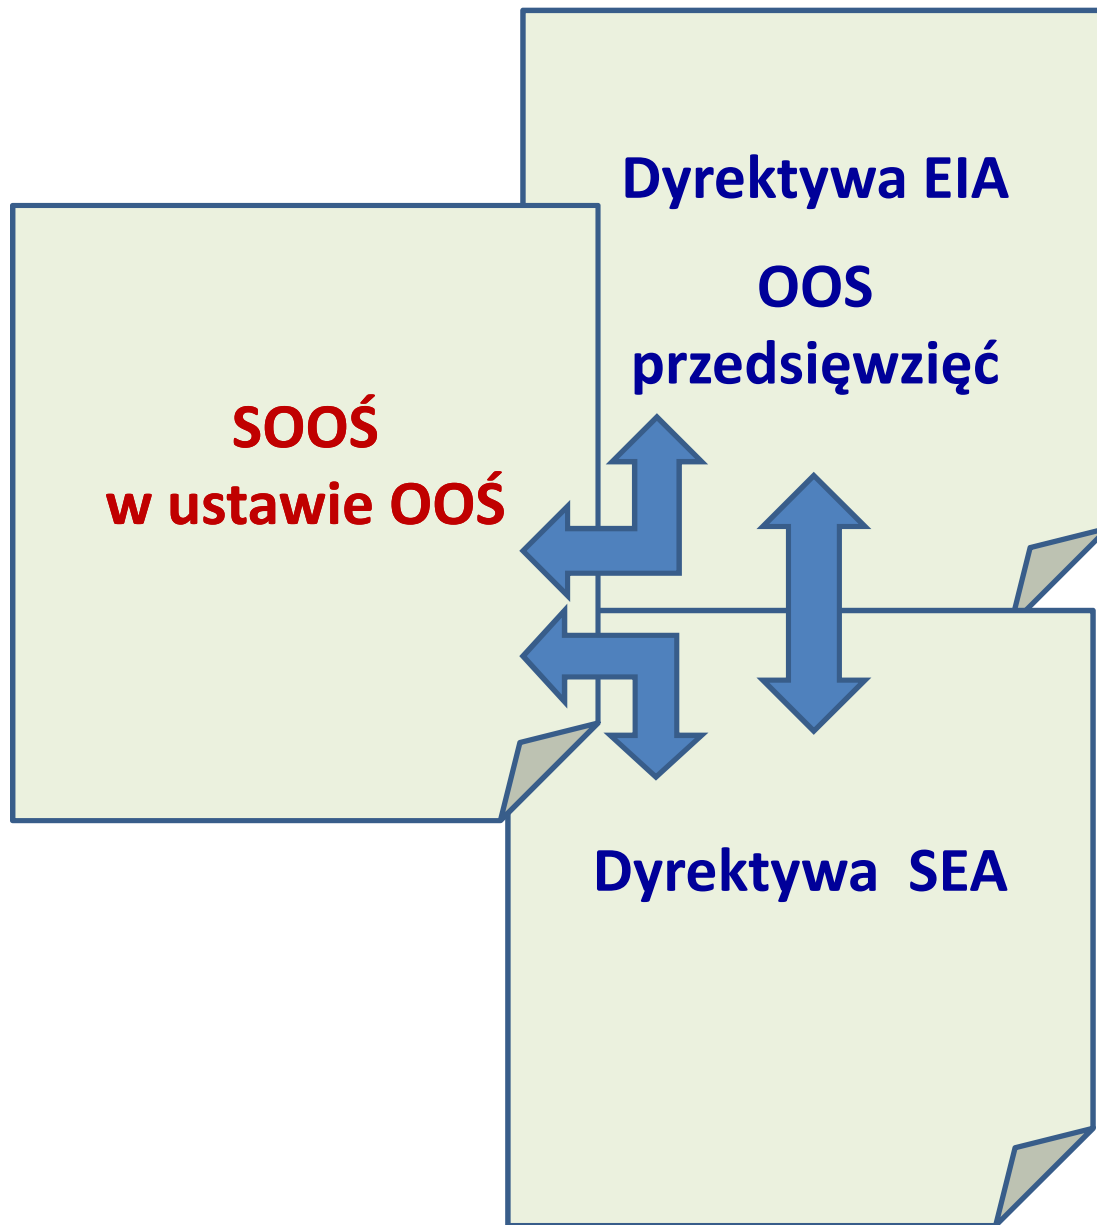 Dyrektywa EIA
OOS
przedsięwzięć
SOOŚ
w ustawie OOŚ
Dyrektywa  SEA